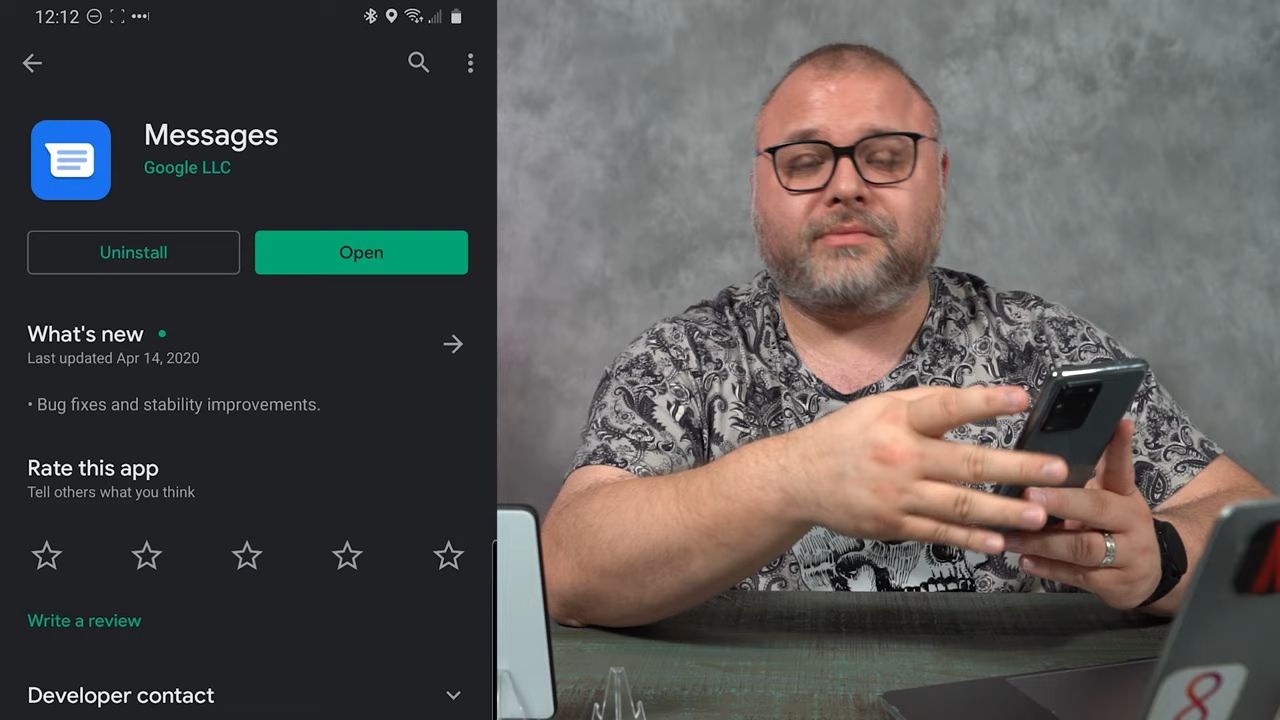 12:12
Messages
Google LLC
Uninstall
Open
What's new
Last updated Apr 14, 2020
• Bug fixes and stability improvements.
Rate this app
Tell others what you think
Write a review
Developer contact
8